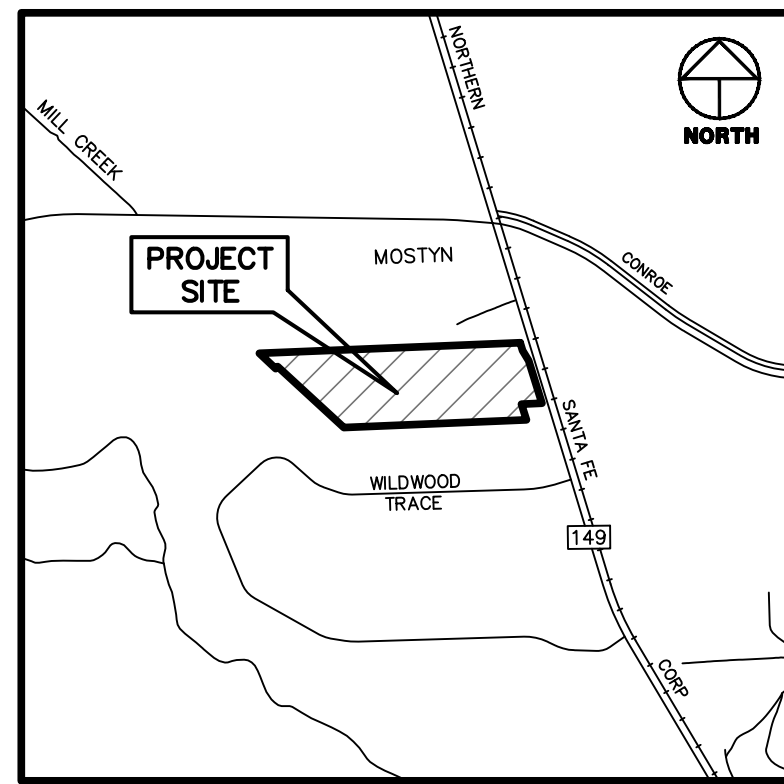 NORTHERN
NORTH
MILL CREEK
MOSTYN
CONROE
PROJECT
SITE
SANTA FE
WILDWOOD
TRACE
149
CORP